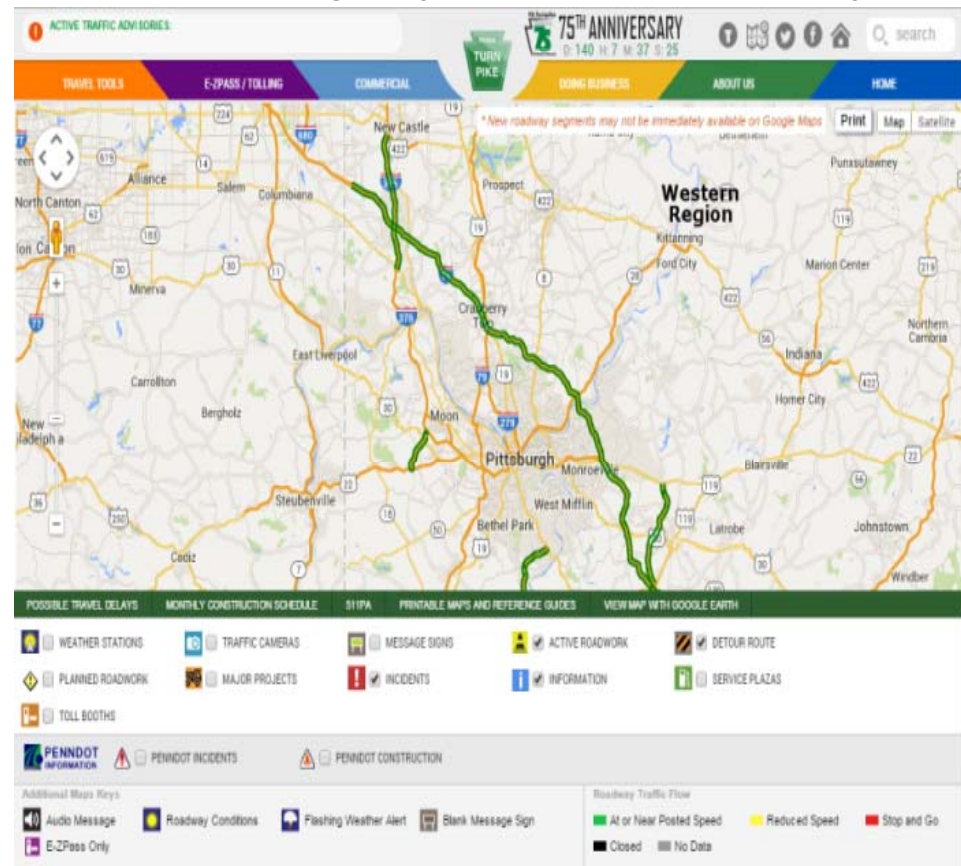 ACTIVE TRAFFIC ADVISORIES:
TURN
PIKE
75TH ANNIVERSARY
D: 140 H: 7 M: 37 S: 25
search
TRAVEL TOOLS
E-ZPASS / TOLLING
COMMERCIAL
DOING BUSINESS
ABOUT US
HOME
* New roadway segments may not be immediately available on Google Maps
Print
Map
Satellite
New Castle
Punxsutawney
Alliance
Salem
Columbiana
North Canton
Prospect
Western
Region
Kittanning
Ford City
Marion Center
Minerva
Cranberry
Northern
Cambria
East Liverpool
Indiana
Carrollton
Homer City
Bergholz
Moon
New
Pittsburgh
Monroeville
Blairsville
Steubenville
West Mifflin
Bethel Park
Latrobe
Johnstown
Cadiz
Windber
POSSIBLE TRAVEL DELAYS
MONTHLY CONSTRUCTION SCHEDULE
511PA
PRINTABLE MAPS AND REFERENCE GUIDES
VIEW MAP WITH GOOGLE EARTH
WEATHER STATIONS
TRAFFIC CAMERAS
MESSAGE SIGNS
ACTIVE ROADWORK
DETOUR ROUTE
PLANNED ROADWORK
MAJOR PROJECTS
INCIDENTS
INFORMATION
SERVICE PLAZAS
TOLL BOOTHS
PENNDOT
INFORMATION
PENNDOT INCIDENTS
PENNDOT CONSTRUCTION
Additional Maps Keys
Roadway Traffic Flow
Audio Message
Roadway Conditions
Flashing Weather Alert
Blank Message Sign
At or Near Posted Speed
Reduced Speed
Stop and Go
E-ZPass Only
Closed
No Data